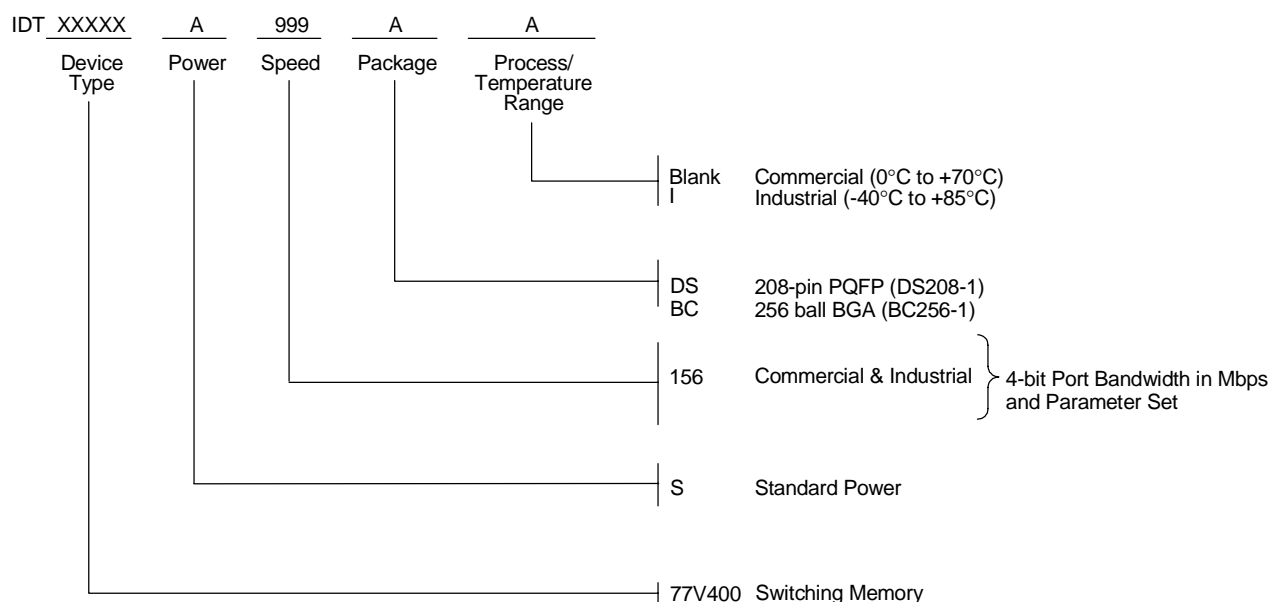 IDT XXXXX A 999 A A
Device Type Power Speed Package Process/ Temperature Range
Blank Commercial (0°C to +70°C)
I Industrial (-40°C to +85°C)
DS 208-pin PQFP (DS208-1)
BC 256 ball BGA (BC256-1)
156 Commercial & Industrial 4-bit Port Bandwidth in Mbps
and Parameter Set
S Standard Power
77V400 Switching Memory